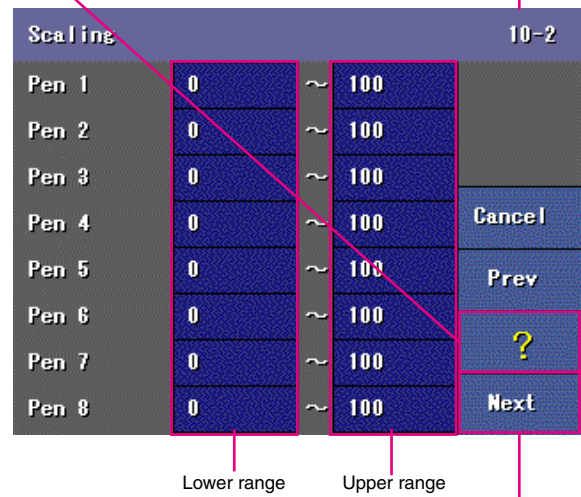 Scaling 10-2
Pen 1 0 ~ 100
Pen 2 0 ~ 100
Pen 3 0 ~ 100
Pen 4 0 ~ 100 Cancel
Pen 5 0 ~ 100 Prev
Pen 6 0 ~ 100 ?
Pen 7 0 ~ 100
Pen 8 0 ~ 100 Next
Lower range Upper range